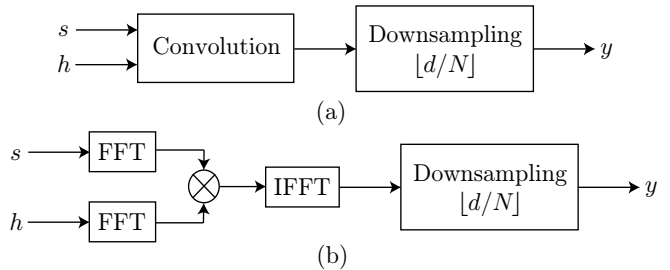 s
h
Convolution
Downsampling
⌊d/N⌋
y
(a)
s
FFT
h
FFT
IFFT
Downsampling
⌊d/N⌋
y
(b)